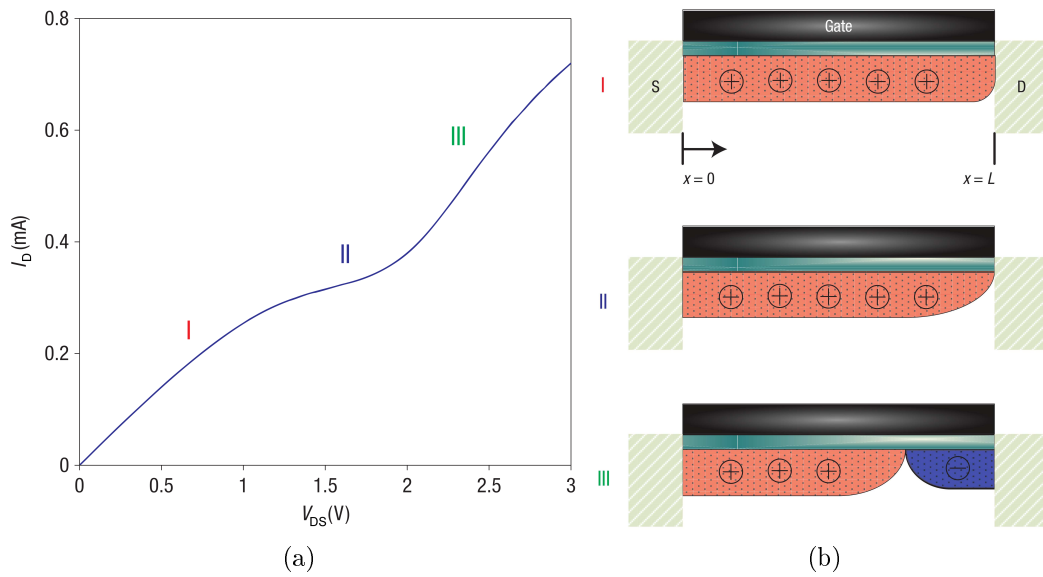 0.8
0.6
0.4
0.2
0
I_D (mA)
I
II
III
0 0.5 1 1.5 2 2.5 3
V_DS (V)
(a)
Gate
I
S
D
x = 0
x = L
II
III
(b)